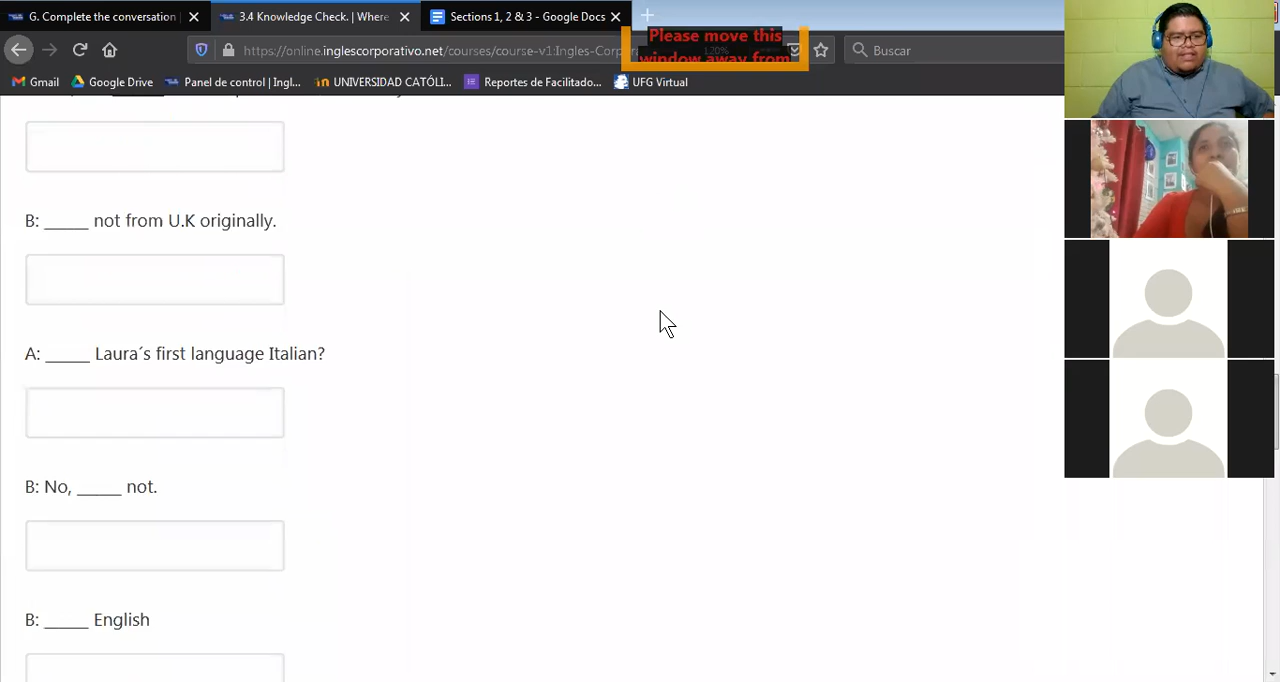 G. Complete the conversation
3.4 Knowledge Check. | Where
Sections 1, 2 & 3 - Google Docs
https://online.inglescorporativo.net/courses/course-v1:Ingles-Corpor
120%
Please move this
window away from
Buscar
Gmail
Google Drive
Panel de control | Ingl...
UNIVERSIDAD CATÓLI...
Reportes de Facilitado...
UFG Virtual
B: _____ not from U.K originally.
A: _____ Laura´s first language Italian?
B: No, _____ not.
B: _____ English